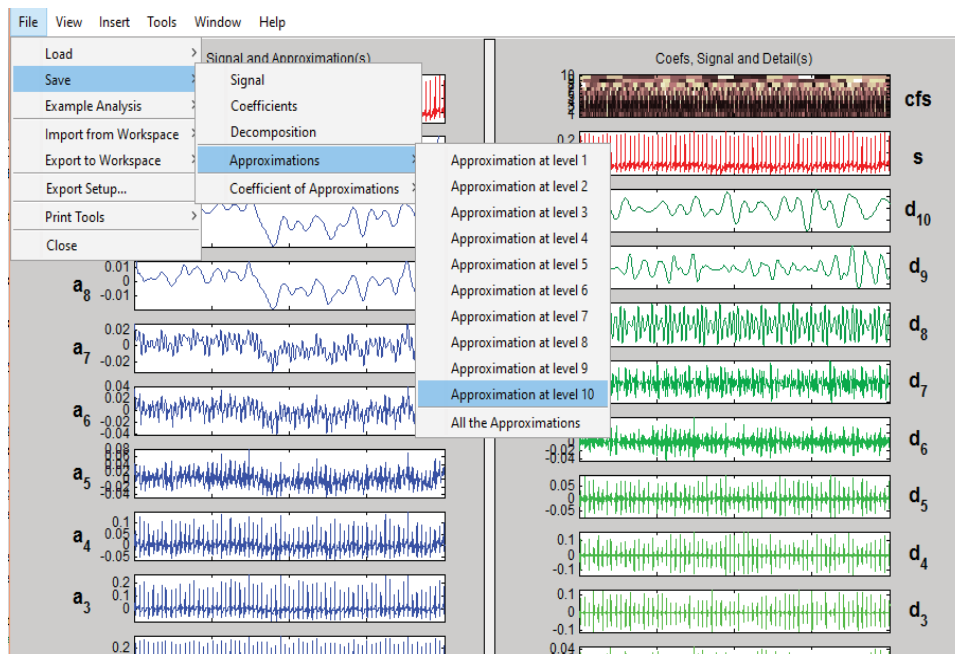 File View Insert Tools Window Help
Load
Save
Example Analysis
Import from Workspace
Export to Workspace
Export Setup...
Print Tools
Close
Signal and Approximation(s)
Signal
Coefficients
Decomposition
Approximations
Coefficient of Approximations
Approximation at level 1
Approximation at level 2
Approximation at level 3
Approximation at level 4
Approximation at level 5
Approximation at level 6
Approximation at level 7
Approximation at level 8
Approximation at level 9
Approximation at level 10
All the Approximations
0.01
0
-0.01
a8
0.02
0
-0.02
a7
0.04
0.02
0
-0.02
-0.04
a6
a5
0.1
0.05
0
-0.05
a4
0.2
0.1
0
a3
0.2
Coefs, Signal and Detail(s)
cfs
0.2
s
d10
d9
d8
d7
0
-0.02
-0.04
d6
0.05
0
-0.05
d5
0.1
0
-0.1
d4
0.1
0
-0.1
d3
0.04